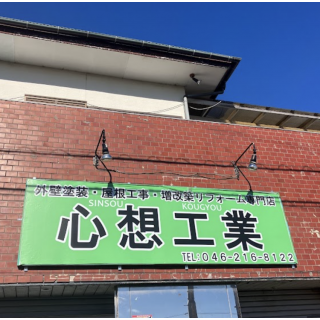 外壁塗装・屋根工事・増改築リフォーム専門店
SINSOU KOUGYOU
心想工業
TEL:046-216-8122